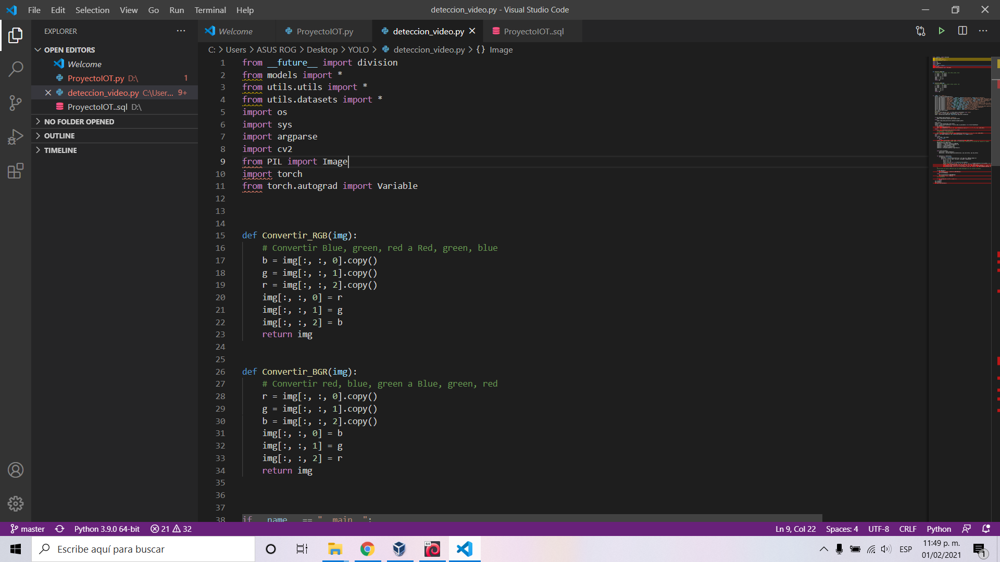 File Edit Selection View Go Run Terminal Help
deteccion_video.py - Visual Studio Code
EXPLORER
OPEN EDITORS
Welcome
ProyectoIOT.py D:\ 1
deteccion_video.py C:\User... 9+
ProyectoIOT..sql D:\
NO FOLDER OPENED
OUTLINE
TIMELINE
Welcome ProyectoIOT.py deteccion_video.py ProyectoIOT..sql
C: > Users > ASUS ROG > Desktop > YOLO > deteccion_video.py > {} Image
1 from __future__ import division
2 from models import *
3 from utils.utils import *
4 from utils.datasets import *
5 import os
6 import sys
7 import argparse
8 import cv2
9 from PIL import Image
10 import torch
11 from torch.autograd import Variable
12
13
14
15 def Convertir_RGB(img):
16 # Convertir Blue, green, red a Red, green, blue
17 b = img[:, :, 0].copy()
18 g = img[:, :, 1].copy()
19 r = img[:, :, 2].copy()
20 img[:, :, 0] = r
21 img[:, :, 1] = g
22 img[:, :, 2] = b
23 return img
24
25
26 def Convertir_BGR(img):
27 # Convertir red, blue, green a Blue, green, red
28 r = img[:, :, 0].copy()
29 g = img[:, :, 1].copy()
30 b = img[:, :, 2].copy()
31 img[:, :, 0] = b
32 img[:, :, 1] = g
33 img[:, :, 2] = r
34 return img
35
36
37
38 if __name__ == "__main__":
master Python 3.9.0 64-bit 21 32
Ln 9, Col 22 Spaces: 4 UTF-8 CRLF Python
Escribe aquí para buscar
64
ESP
11:49 p. m.
01/02/2021
1